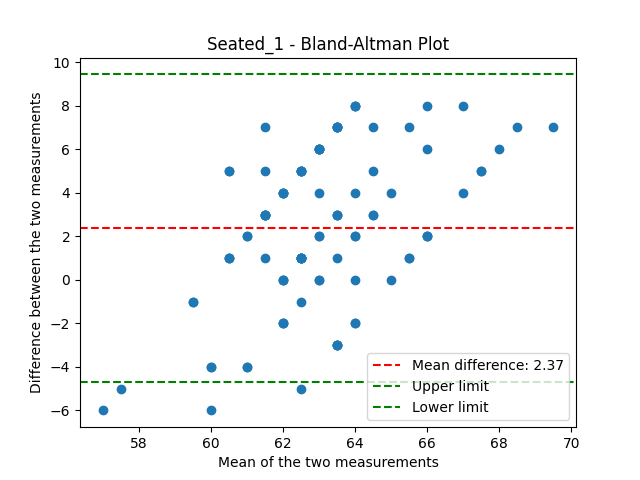 Seated_1 - Bland-Altman Plot
Difference between the two measurements
10
8
6
4
2
0
−2
−4
−6
Mean difference: 2.37
Upper limit
Lower limit
58 60 62 64 66 68 70
Mean of the two measurements